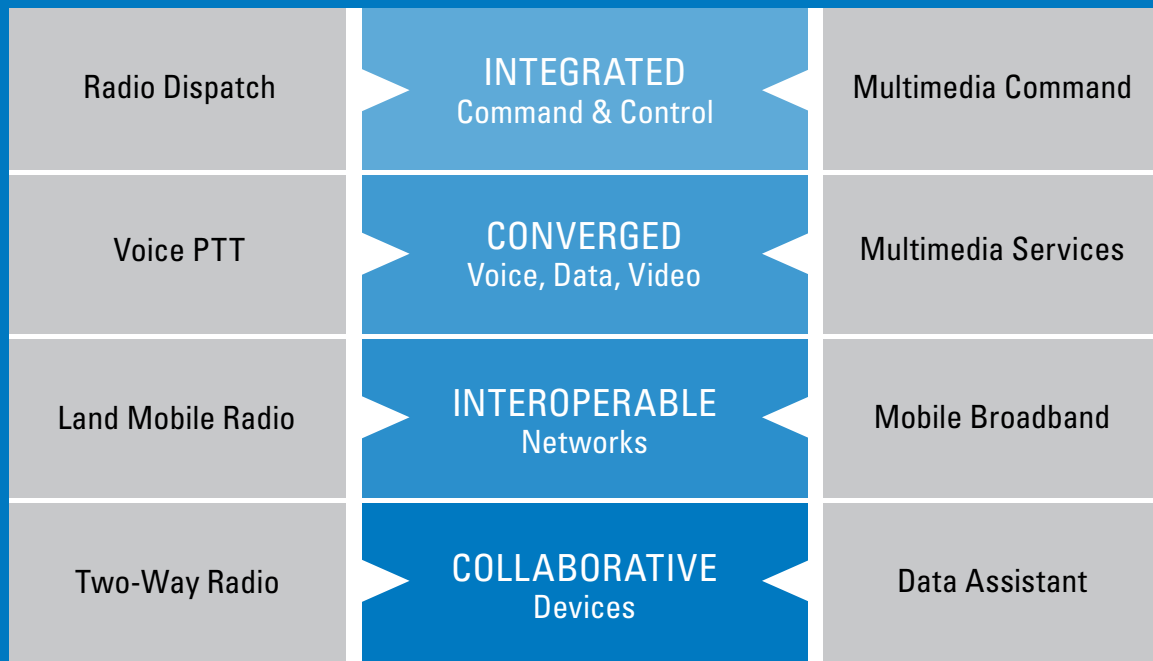 Radio Dispatch
INTEGRATED
Command & Control
Multimedia Command
Voice PTT
CONVERGED
Voice, Data, Video
Multimedia Services
Land Mobile Radio
INTEROPERABLE
Networks
Mobile Broadband
Two-Way Radio
COLLABORATIVE
Devices
Data Assistant